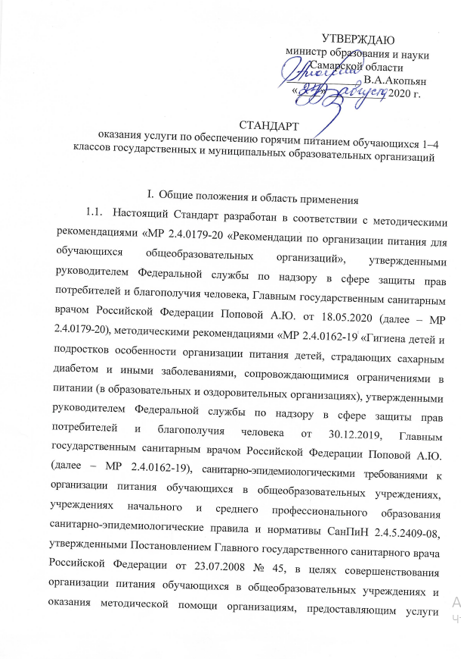 УТВЕРЖДАЮ
министр образования и науки
Самарской области
В.А.Акопьян
« » августа 2020 г.
СТАНДАРТ
оказания услуги по обеспечению горячим питанием обучающихся 1–4
классов государственных и муниципальных образовательных организаций
I. Общие положения и область применения
1.1. Настоящий Стандарт разработан в соответствии с методическими
рекомендациями «МР 2.4.0179-20 «Рекомендации по организации питания для
обучающихся общеобразовательных организаций», утвержденными
руководителем Федеральной службы по надзору в сфере защиты прав
потребителей и благополучия человека, Главным государственным санитарным
врачом Российской Федерации Поповой А.Ю. от 18.05.2020 (далее – МР
2.4.0179-20), методическими рекомендациями «МР 2.4.0162-19 «Гигиена детей и
подростков особенности организации питания детей, страдающих сахарным
диабетом и иными заболеваниями, сопровождающимися ограничениями в
питании (в образовательных и оздоровительных организациях), утвержденными
руководителем Федеральной службы по надзору в сфере защиты прав
потребителей и благополучия человека от 30.12.2019, Главным
государственным санитарным врачом Российской Федерации Поповой А.Ю.
(далее – МР 2.4.0162-19), санитарно-эпидемиологическими требованиями к
организации питания обучающихся в общеобразовательных учреждениях,
учреждениях начального и среднего профессионального образования
санитарно-эпидемиологические правила и нормативы СанПиН 2.4.5.2409-08,
утвержденными Постановлением Главного государственного санитарного врача
Российской Федерации от 23.07.2008 № 45, в целях совершенствования
организации питания обучающихся в общеобразовательных учреждениях и
оказания методической помощи организациям, предоставляющим услуги